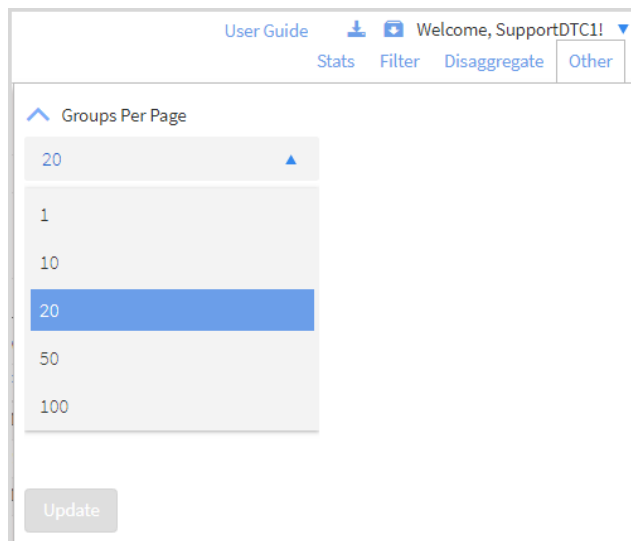 User Guide Welcome, SupportDTC1!
Stats Filter Disaggregate Other
Groups Per Page
20
1
10
20
50
100
Update